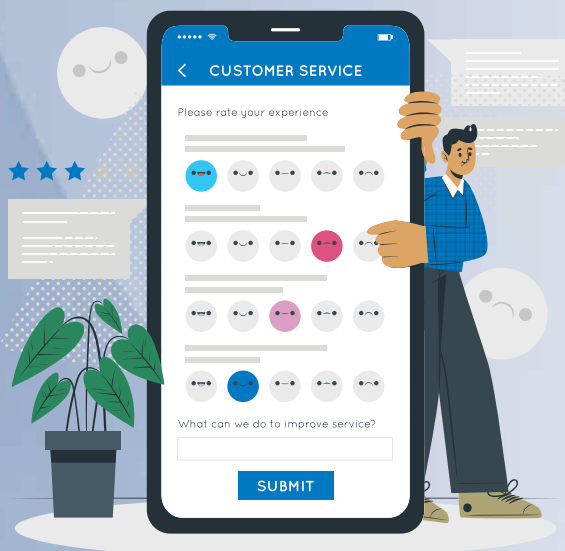 CUSTOMER SERVICE
Please rate your experience
What can we do to improve service?
SUBMIT